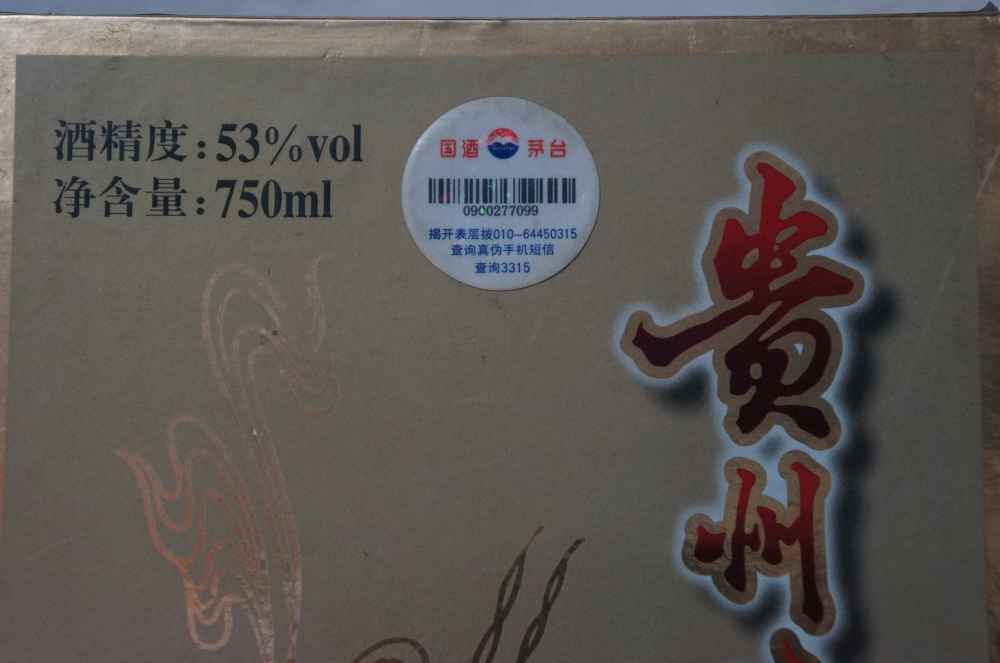 酒精度:53%vol
净含量:750ml
国酒 茅台
0900277099
揭开表层拨010-64450315
查询真伪手机短信
查询3315
貴
州